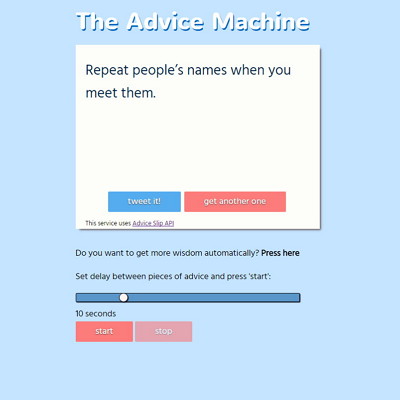 The Advice Machine
Repeat people’s names when you
meet them.
tweet it! get another one
This service uses Advice Slip API
Do you want to get more wisdom automatically? Press here
Set delay between pieces of advice and press 'start':
10 seconds
start stop